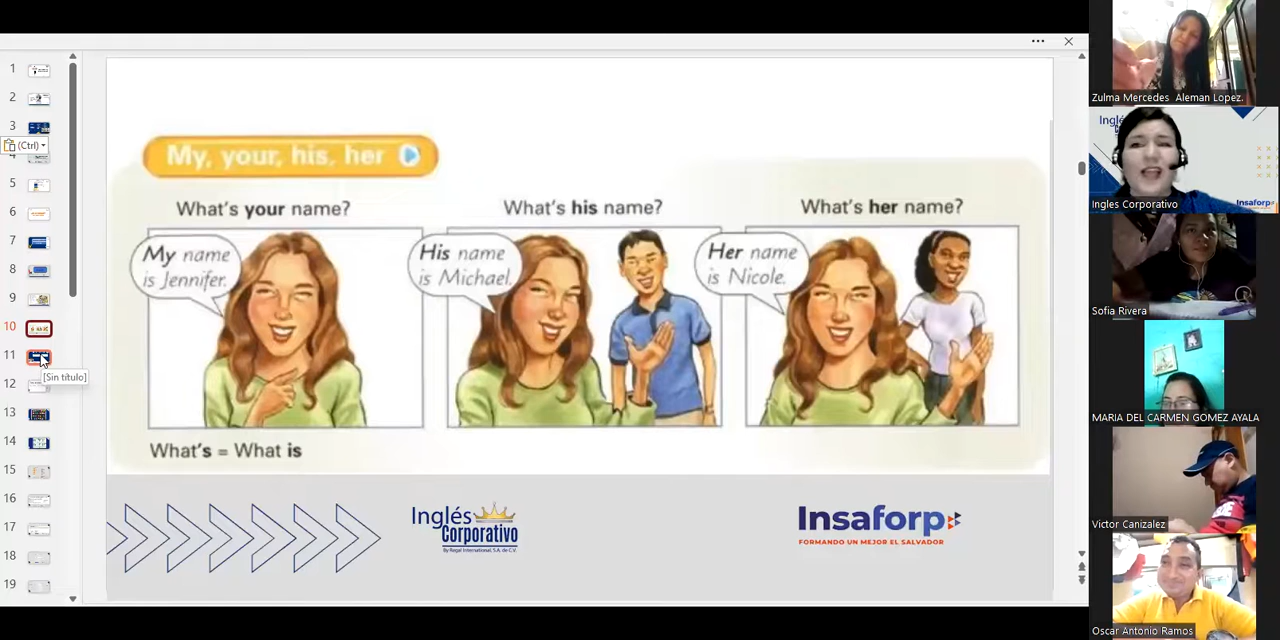 My, your, his, her
What's your name?
What's his name?
What's her name?
My name
is Jennifer.
His name
is Michael.
Her name
is Nicole.
What's = What is
Inglés
Corporativo
By Regal International, S.A. de C.V.
Insaforp
FORMANDO UN MEJOR EL SALVADOR
1
2
3
(Ctrl)
5
6
7
8
9
10
11
[Sin título]
12
13
14
15
16
17
18
19
Zulma Mercedes Aleman Lopez.
Ingles Corporativo
Insaforp
Sofia Rivera
MARIA DEL CARMEN GOMEZ AYALA
Victor Canizalez
Oscar Antonio Ramos